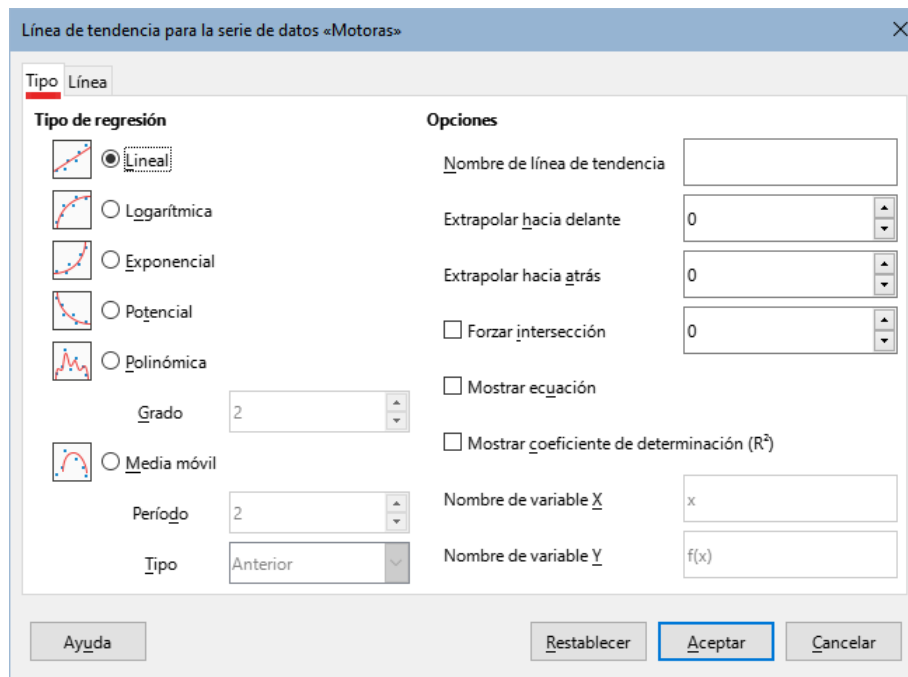 Línea de tendencia para la serie de datos «Motoras»
Tipo Línea
Tipo de regresión
Lineal
Logarítmica
Exponencial
Potencial
Polinómica
Grado 2
Media móvil
Período 2
Tipo Anterior
Opciones
Nombre de línea de tendencia
Extrapolar hacia delante 0
Extrapolar hacia atrás 0
Forzar intersección 0
Mostrar ecuación
Mostrar coeficiente de determinación (R²)
Nombre de variable X x
Nombre de variable Y f(x)
Ayuda Restablecer Aceptar Cancelar